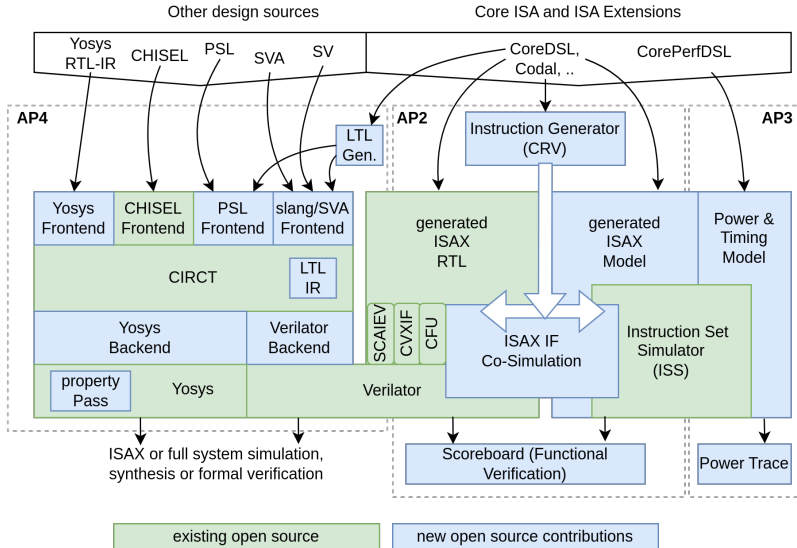 Other design sources
Core ISA and ISA Extensions
Yosys
RTL-IR
CHISEL
PSL
SVA
SV
CoreDSL,
Codal, ..
CorePerfDSL
AP4
AP2
AP3
LTL
Gen.
Instruction Generator
(CRV)
Yosys
Frontend
CHISEL
Frontend
PSL
Frontend
slang/SVA
Frontend
generated
ISAX
RTL
generated
ISAX
Model
Power &
Timing
Model
CIRCT
LTL
IR
SCAIEV
CVXIF
CFU
ISAX IF
Co-Simulation
Instruction Set
Simulator
(ISS)
Yosys
Backend
Verilator
Backend
property
Pass
Yosys
Verilator
ISAX or full system simulation,
synthesis or formal verification
Scoreboard (Functional
Verification)
Power Trace
existing open source
new open source contributions